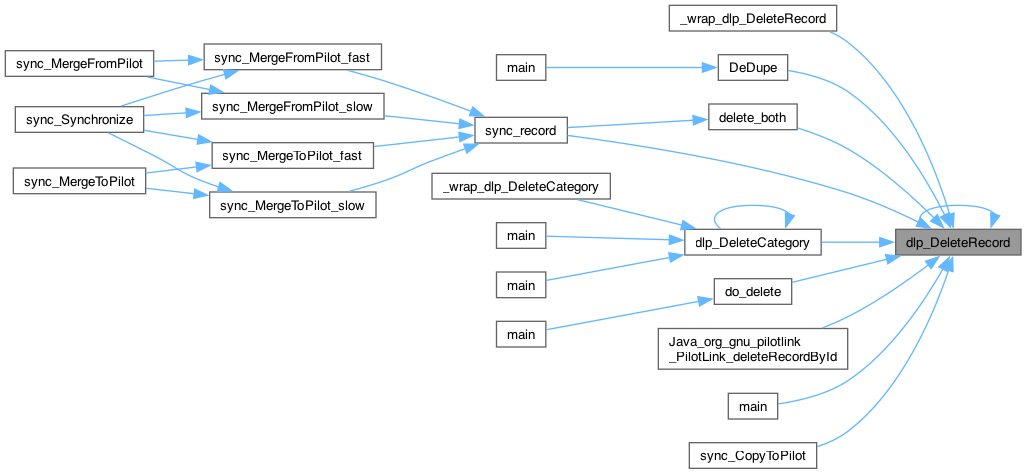 _wrap_dlp_DeleteRecord
sync_MergeFromPilot
sync_MergeFromPilot_fast
main
DeDupe
sync_MergeFromPilot_slow
sync_Synchronize
delete_both
sync_record
sync_MergeToPilot_fast
sync_MergeToPilot
_wrap_dlp_DeleteCategory
sync_MergeToPilot_slow
main
dlp_DeleteCategory
dlp_DeleteRecord
main
do_delete
main
Java_org_gnu_pilotlink
_PilotLink_deleteRecordById
main
sync_CopyToPilot